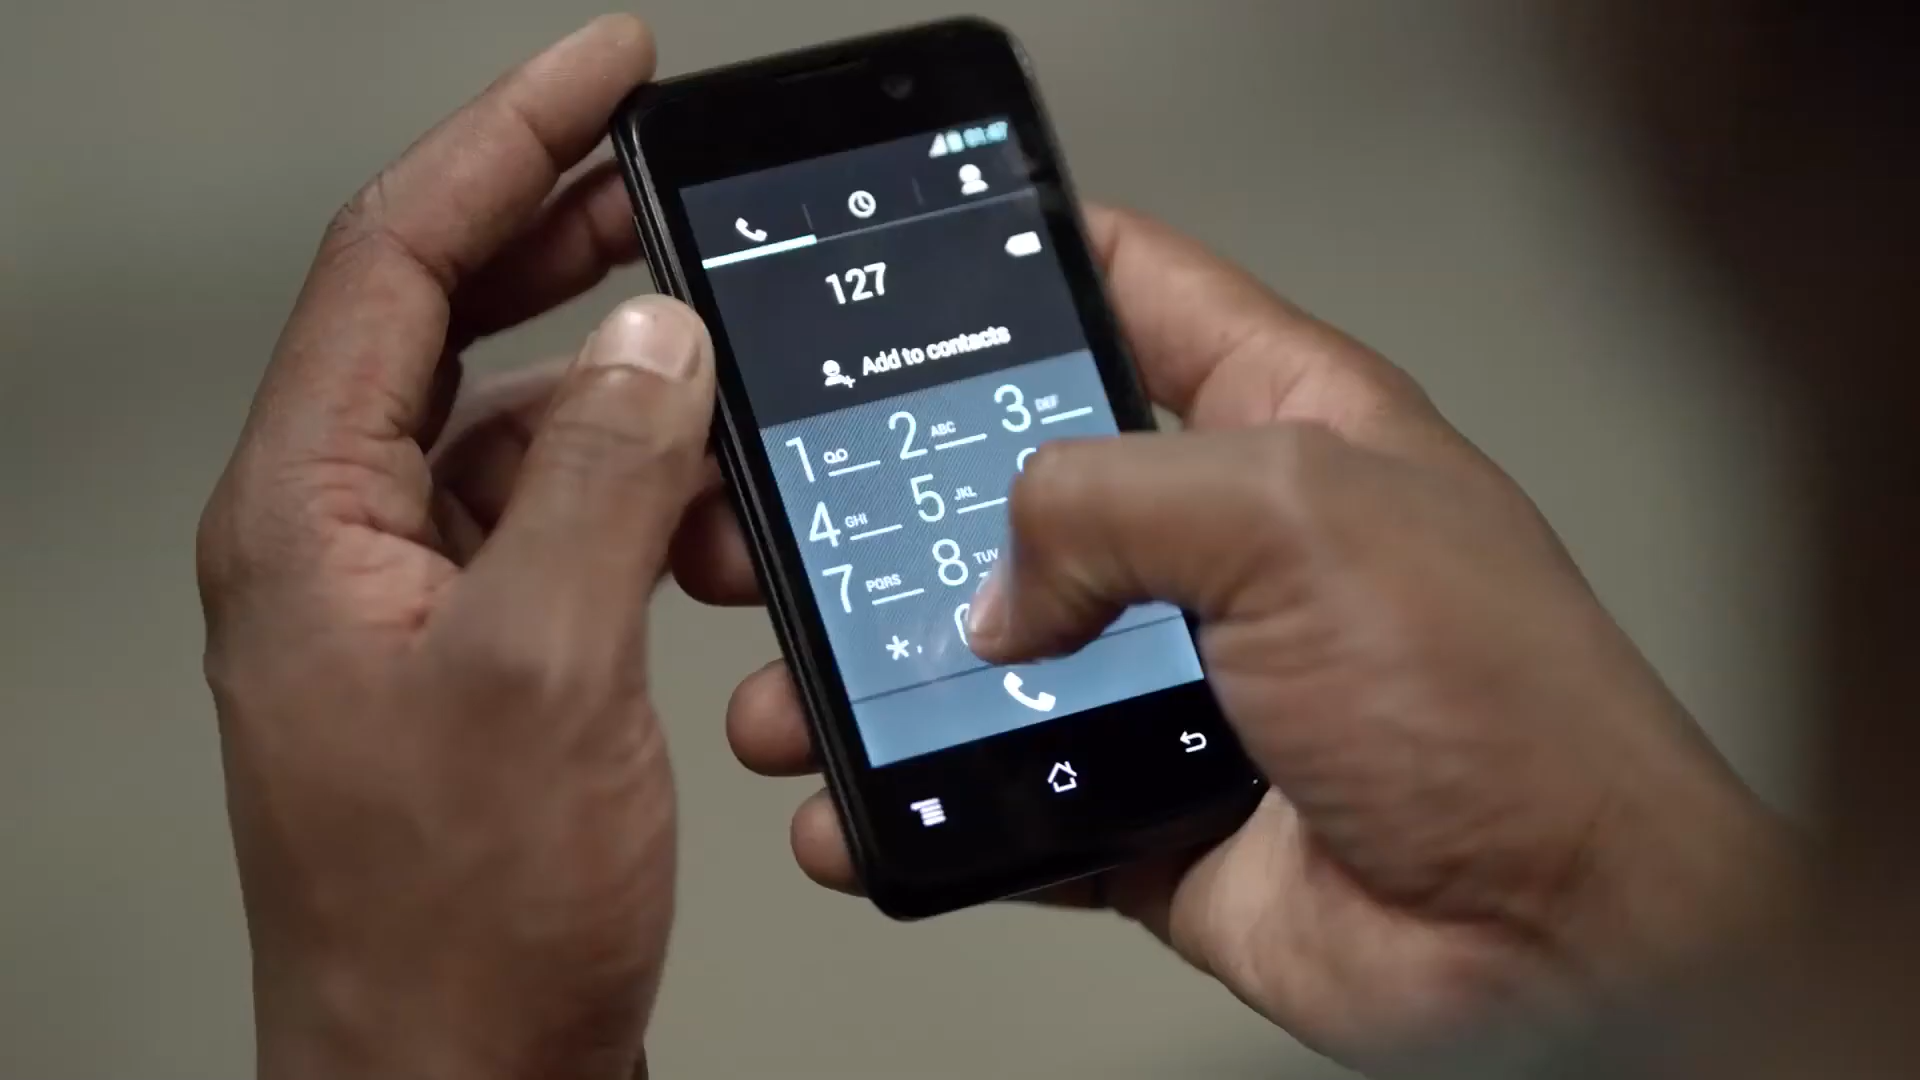 127
Add to contacts
1 2 ABC 3 DEF
4 GHI 5 JKL
7 PQRS 8 TUV
*